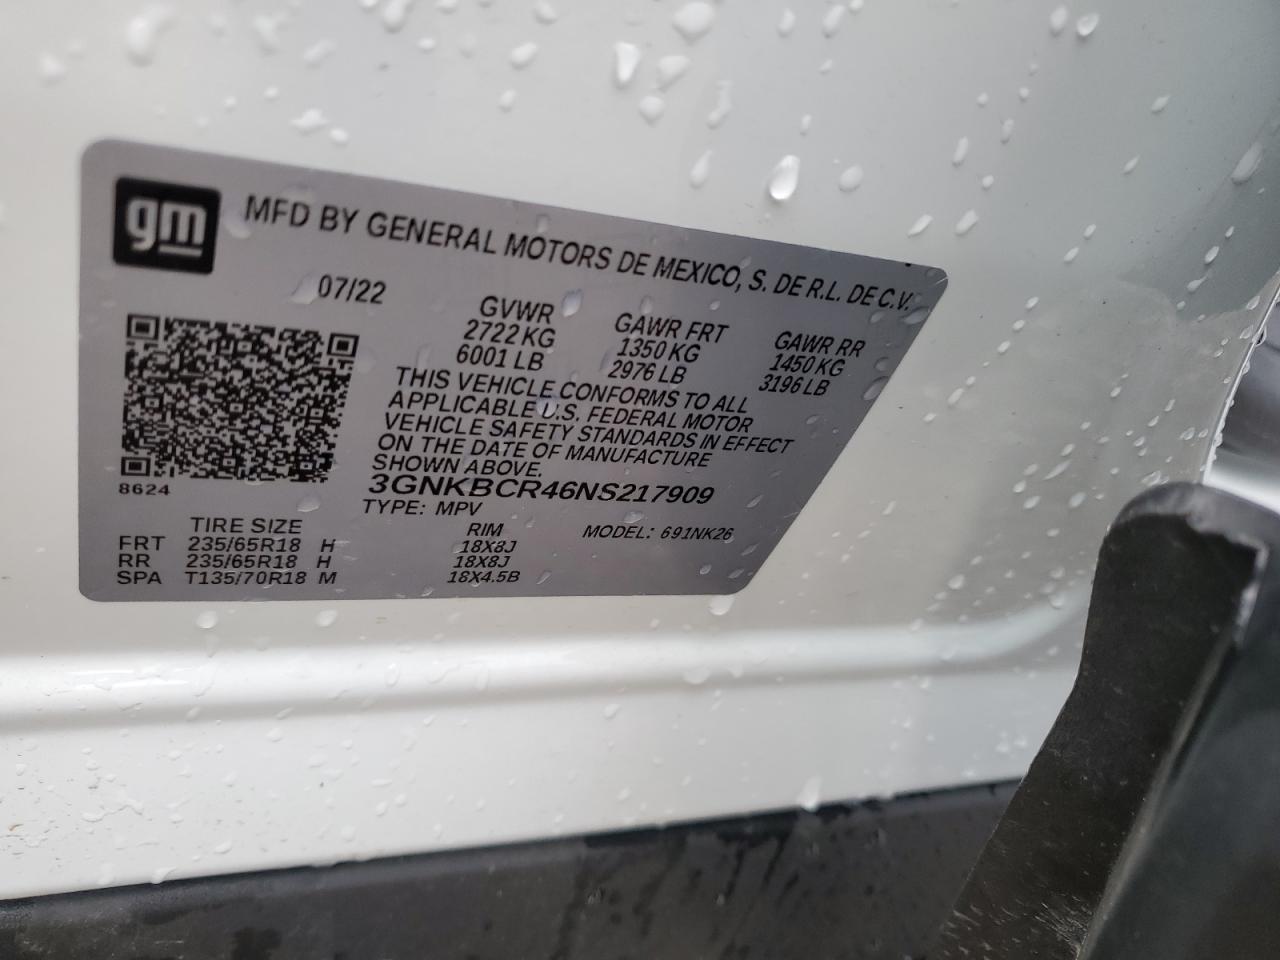 gm MFD BY GENERAL MOTORS DE MEXICO, S. DE R.L. DE C.V.
07/22
GVWR GAWR FRT GAWR RR
2722 KG 1350 KG 1450 KG
6001 LB 2976 LB 3196 LB
THIS VEHICLE CONFORMS TO ALL
APPLICABLE U.S. FEDERAL MOTOR
VEHICLE SAFETY STANDARDS IN EFFECT
ON THE DATE OF MANUFACTURE
SHOWN ABOVE.
8624 3GNKBCR46NS217909
TYPE: MPV
TIRE SIZE RIM MODEL: 691NK26
FRT 235/65R18 H 18X8J
RR 235/65R18 H 18X8J
SPA T135/70R18 M 18X4.5B